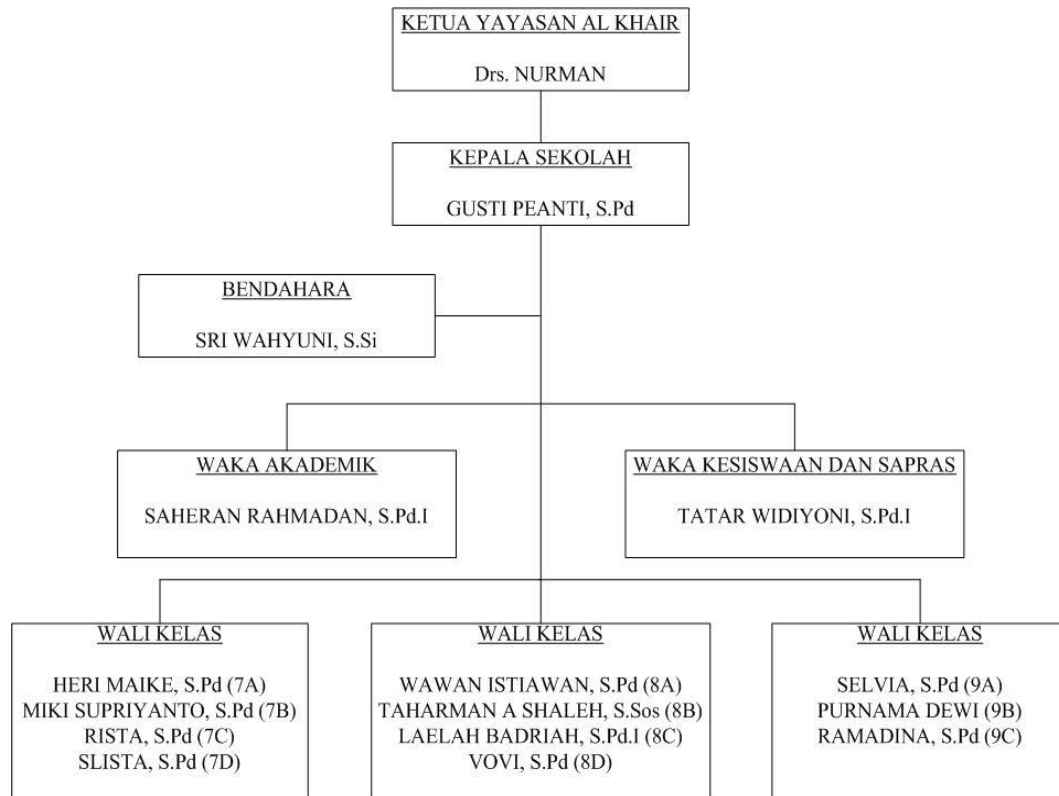 KETUA YAYASAN AL KHAIR
Drs. NURMAN
KEPALA SEKOLAH
GUSTI PEANTI, S.Pd
BENDAHARA
SRI WAHYUNI, S.Si
WAKA AKADEMIK
SAHERAN RAHMADAN, S.Pd.I
WAKA KESISWAAN DAN SAPRAS
TATAR WIDIYONI, S.Pd.I
WALI KELAS
HERI MAIKE, S.Pd (7A)
MIKI SUPRIYANTO, S.Pd (7B)
RISTA, S.Pd (7C)
SLISTA, S.Pd (7D)
WALI KELAS
WAWAN ISTIAWAN, S.Pd (8A)
TAHARMAN A SHALEH, S.Sos (8B)
LAELAH BADRIAH, S.Pd.I (8C)
VOVI, S.Pd (8D)
WALI KELAS
SELVIA, S.Pd (9A)
PURNAMA DEWI (9B)
RAMADINA, S.Pd (9C)